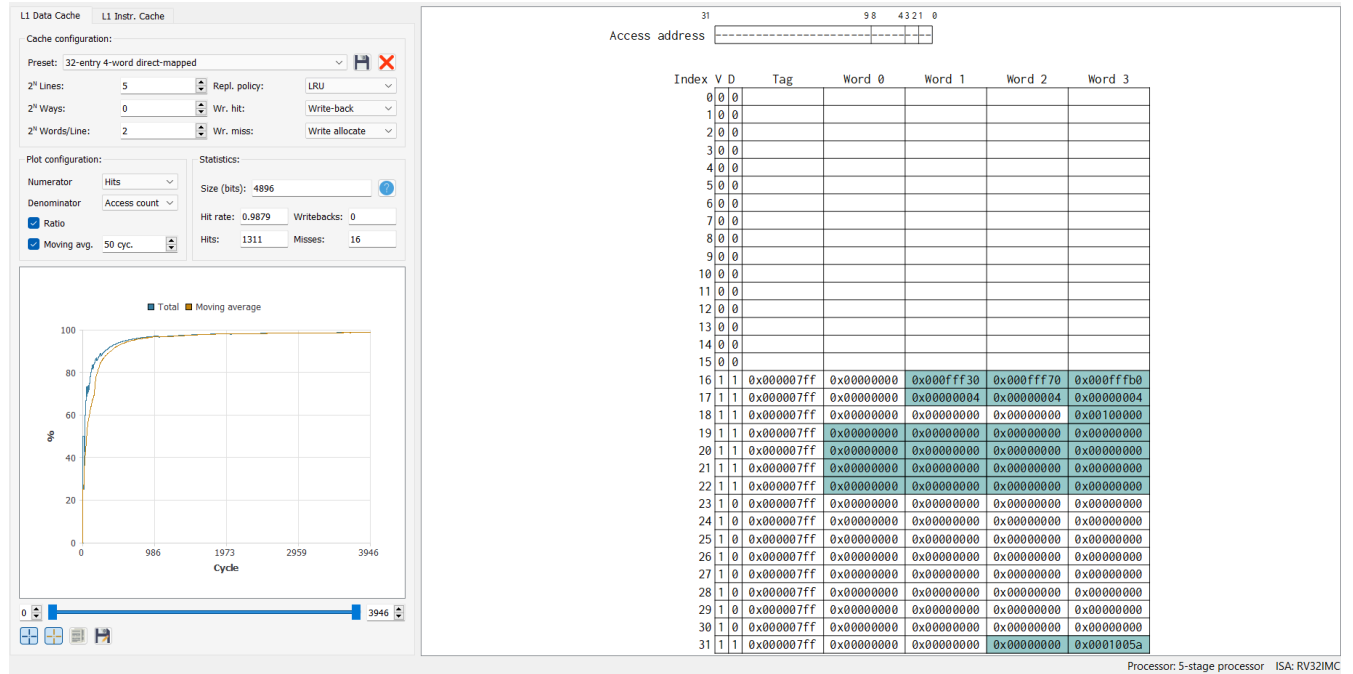 L1 Data Cache L1 Instr. Cache
Cache configuration:
Preset: 32-entry 4-word direct-mapped
2^N Lines: 5 Repl. policy: LRU
2^N Ways: 0 Wr. hit: Write-back
2^N Words/Line: 2 Wr. miss: Write allocate
Plot configuration:
Numerator Hits
Denominator Access count
Ratio
Moving avg. 50 cyc.
Statistics:
Size (bits): 4896 ?
Hit rate: 0.9879 Writebacks: 0
Hits: 1311 Misses: 16
Total Moving average
100
80
60
40
20
0
%
0 986 1973 2959 3946
Cycle
0 3946
31 9 8 4 3 2 1 0
Access address
Index V D Tag Word 0 Word 1 Word 2 Word 3
0 0 0
1 0 0
2 0 0
3 0 0
4 0 0
5 0 0
6 0 0
7 0 0
8 0 0
9 0 0
10 0 0
11 0 0
12 0 0
13 0 0
14 0 0
15 0 0
16 1 1 0x000007ff 0x00000000 0x000fff30 0x000fff70 0x000fffb0
17 1 1 0x000007ff 0x00000000 0x00000004 0x00000004 0x00000004
18 1 1 0x000007ff 0x00000000 0x00000000 0x00000000 0x00100000
19 1 1 0x000007ff 0x00000000 0x00000000 0x00000000 0x00000000
20 1 1 0x000007ff 0x00000000 0x00000000 0x00000000 0x00000000
21 1 1 0x000007ff 0x00000000 0x00000000 0x00000000 0x00000000
22 1 1 0x000007ff 0x00000000 0x00000000 0x00000000 0x00000000
23 1 0 0x000007ff 0x00000000 0x00000000 0x00000000 0x00000000
24 1 0 0x000007ff 0x00000000 0x00000000 0x00000000 0x00000000
25 1 0 0x000007ff 0x00000000 0x00000000 0x00000000 0x00000000
26 1 0 0x000007ff 0x00000000 0x00000000 0x00000000 0x00000000
27 1 0 0x000007ff 0x00000000 0x00000000 0x00000000 0x00000000
28 1 0 0x000007ff 0x00000000 0x00000000 0x00000000 0x00000000
29 1 0 0x000007ff 0x00000000 0x00000000 0x00000000 0x00000000
30 1 0 0x000007ff 0x00000000 0x00000000 0x00000000 0x00000000
31 1 1 0x000007ff 0x00000000 0x00000000 0x00000000 0x0001005a
Processor: 5-stage processor ISA: RV32IMC